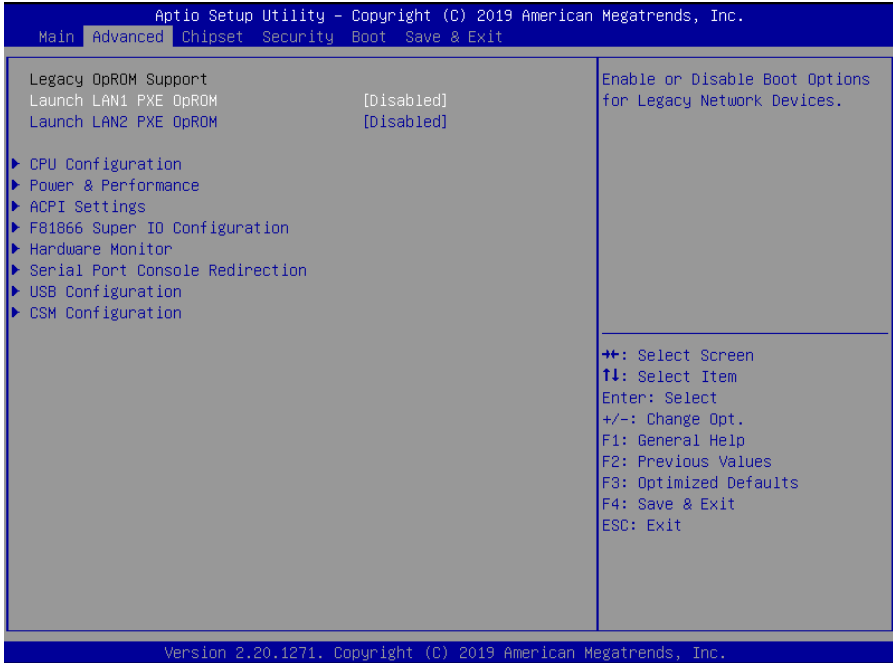 Aptio Setup Utility – Copyright (C) 2019 American Megatrends, Inc.
Main Advanced Chipset Security Boot Save & Exit
Legacy OpROM Support
Launch LAN1 PXE OpROM [Disabled]
Launch LAN2 PXE OpROM [Disabled]
CPU Configuration
Power & Performance
ACPI Settings
F81866 Super IO Configuration
Hardware Monitor
Serial Port Console Redirection
USB Configuration
CSM Configuration
Enable or Disable Boot Options
for Legacy Network Devices.
→←: Select Screen
↑↓: Select Item
Enter: Select
+/-: Change Opt.
F1: General Help
F2: Previous Values
F3: Optimized Defaults
F4: Save & Exit
ESC: Exit
Version 2.20.1271. Copyright (C) 2019 American Megatrends, Inc.